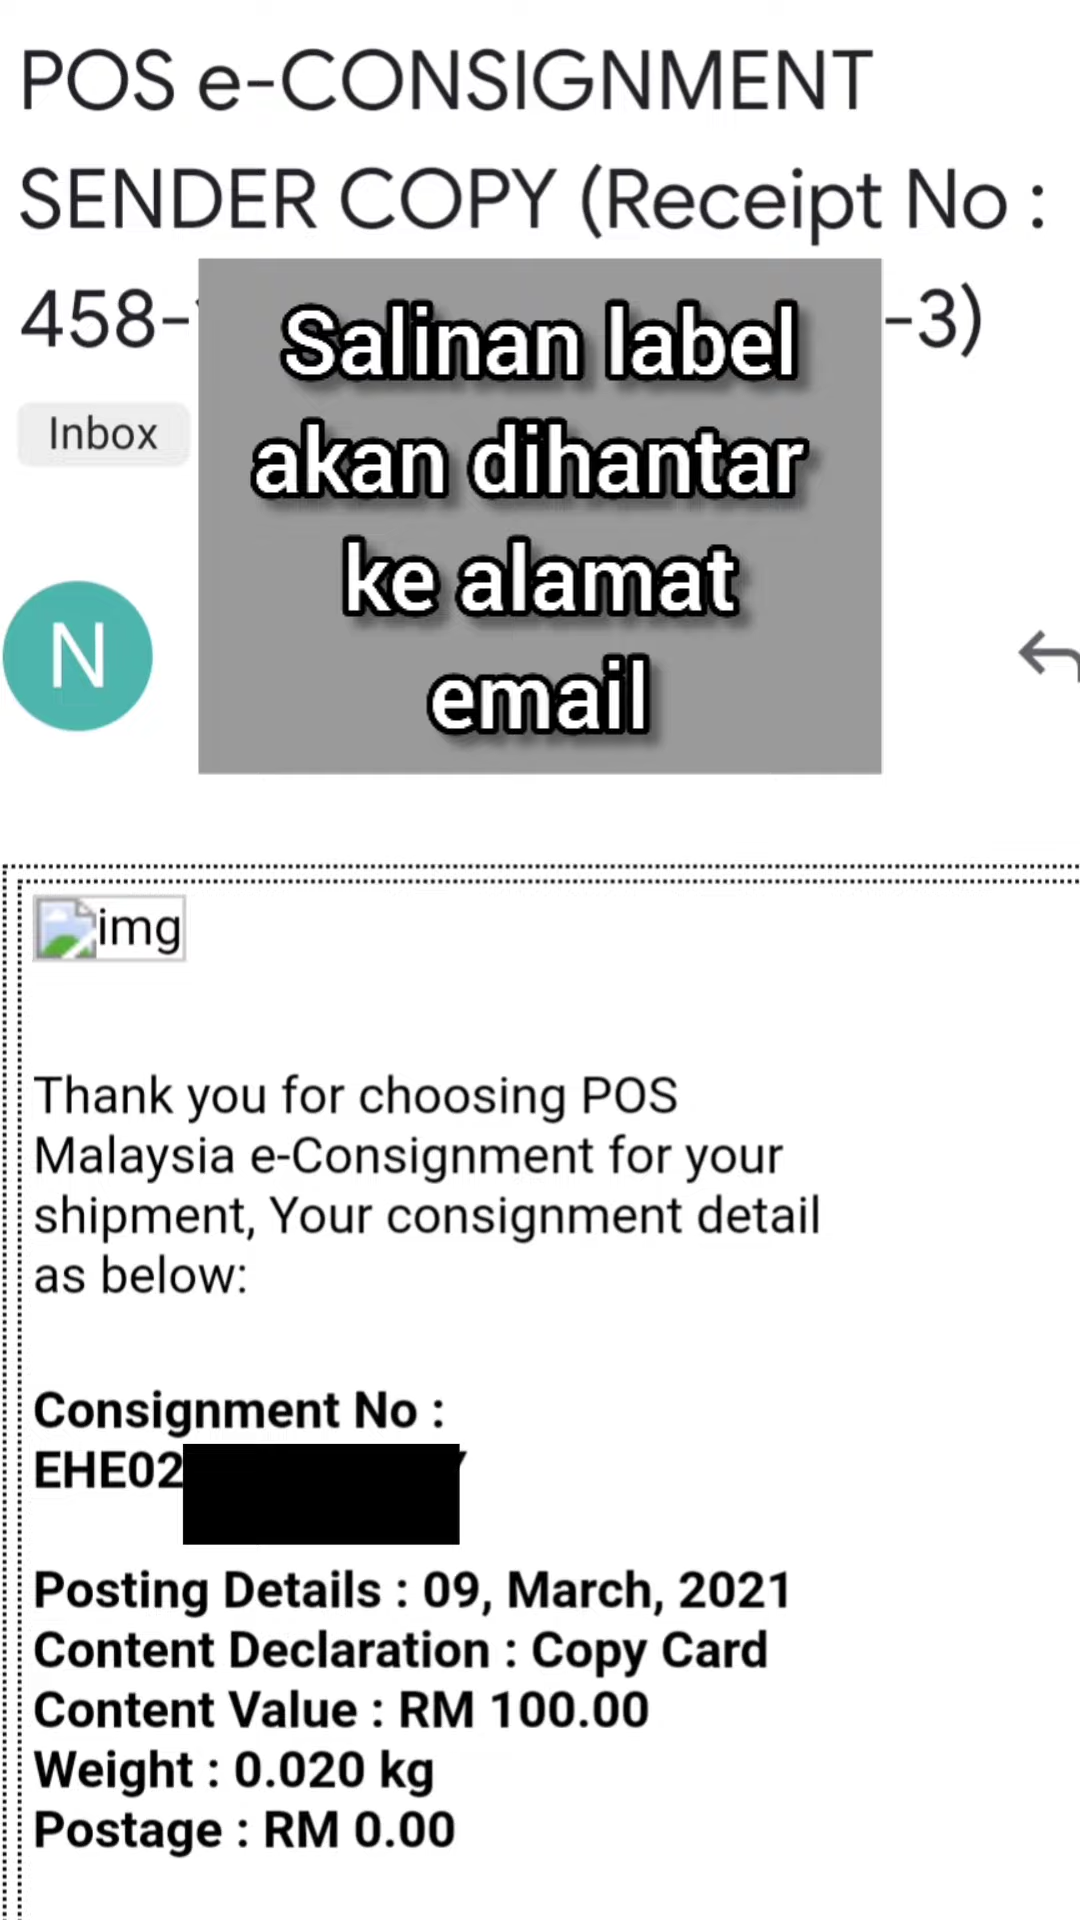 POS e-CONSIGNMENT
SENDER COPY (Receipt No :
458- -3)
Salinan label
akan dihantar
ke alamat
email
Inbox
N
img
Thank you for choosing POS
Malaysia e-Consignment for your
shipment, Your consignment detail
as below:
Consignment No :
EHE02
Posting Details : 09, March, 2021
Content Declaration : Copy Card
Content Value : RM 100.00
Weight : 0.020 kg
Postage : RM 0.00